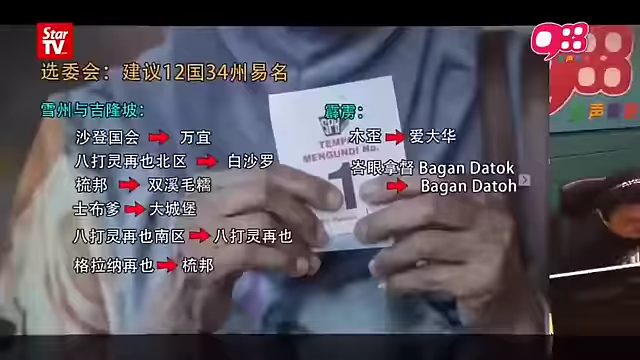 Star
TV
988
选委会：建议12国34州易名
雪州与吉隆坡：
沙登国会 → 万宜
八打灵再也北区 → 白沙罗
梳邦 → 双溪毛糯
士布爹 → 大城堡
八打灵再也南区 → 八打灵再也
格拉纳再也 → 梳邦
霹雳：
木歪 → 爱大华
峇眼拿督 Bagan Datok
→ Bagan Datoh
SPR
MENGUNDI No.
1